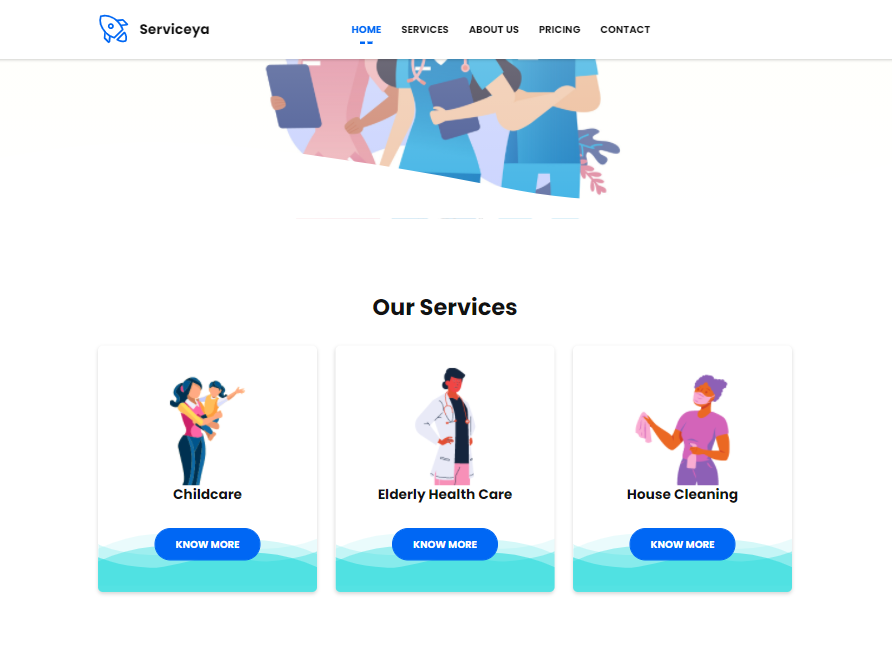 Serviceya
HOME SERVICES ABOUT US PRICING CONTACT
Our Services
Childcare
Elderly Health Care
House Cleaning
KNOW MORE
KNOW MORE
KNOW MORE